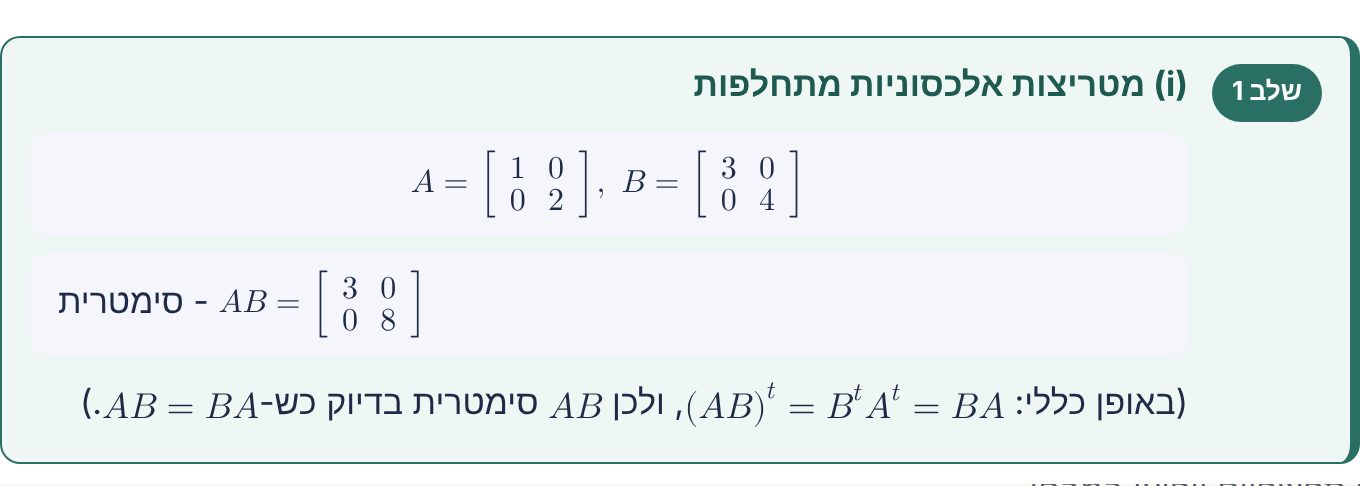 שלב 1
(i) מטריצות אלכסוניות מתחלפות
A = [ 1 0 ; 0 2 ], B = [ 3 0 ; 0 4 ]
AB = [ 3 0 ; 0 8 ] - סימטרית
(באופן כללי: (AB)^t = B^t A^t = BA, ולכן AB סימטרית בדיוק כש-AB = BA.)